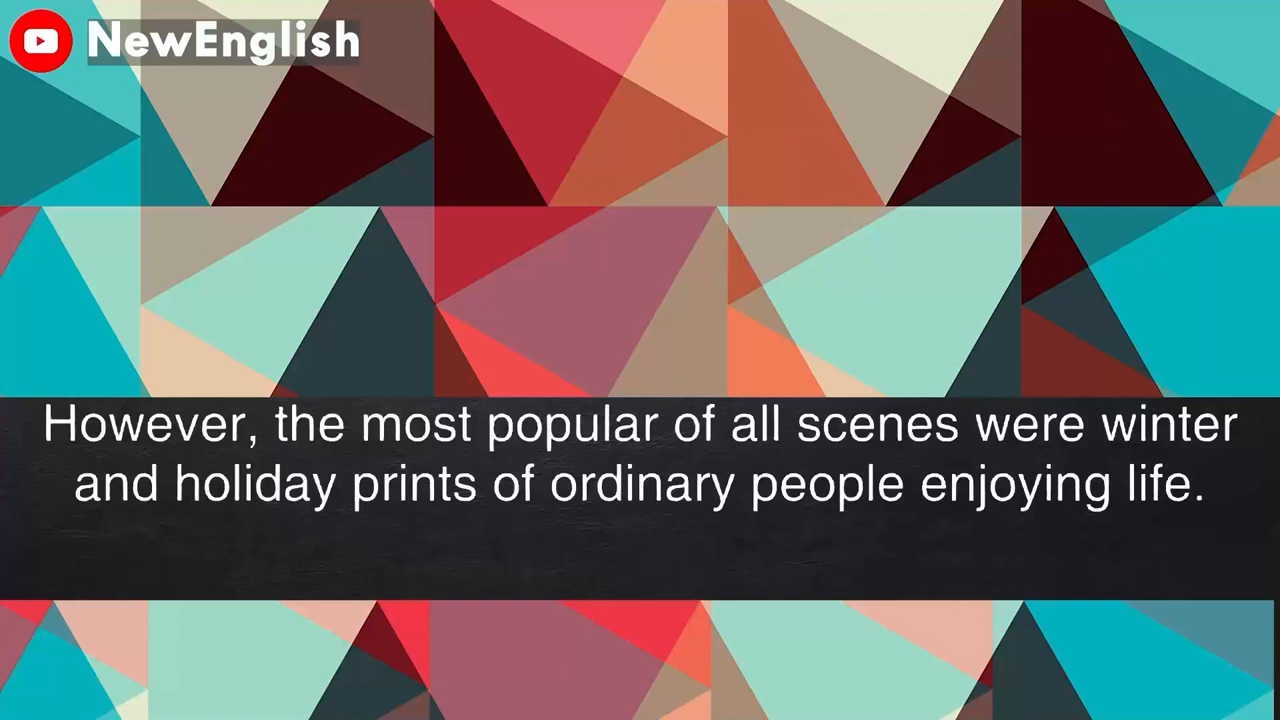 NewEnglish
However, the most popular of all scenes were winter
and holiday prints of ordinary people enjoying life.